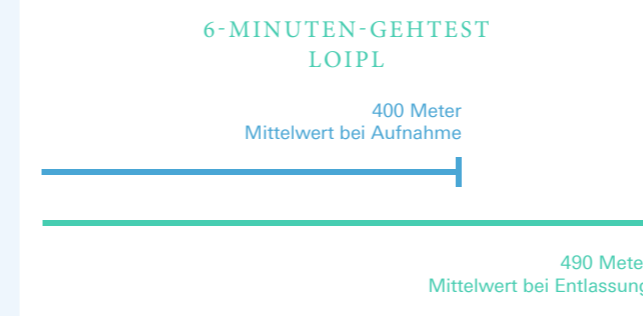 6-MINUTEN-GEHTEST
LOIPL
400 Meter
Mittelwert bei Aufnahme
490 Mete
Mittelwert bei Entlassung